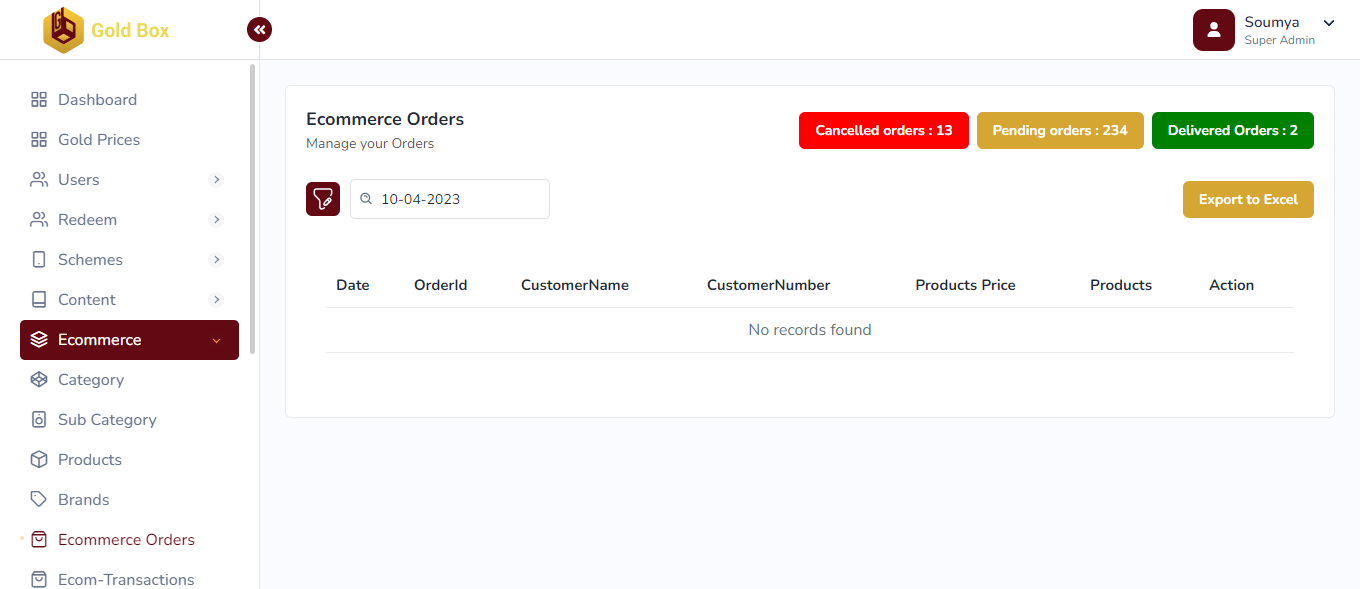 Gold Box
Soumya
Super Admin
Dashboard
Gold Prices
Users
Redeem
Schemes
Content
Ecommerce
Category
Sub Category
Products
Brands
Ecommerce Orders
Ecom-Transactions
Ecommerce Orders
Manage your Orders
Cancelled orders : 13 Pending orders : 234 Delivered Orders : 2
10-04-2023 Export to Excel
Date OrderId CustomerName CustomerNumber Products Price Products Action
No records found